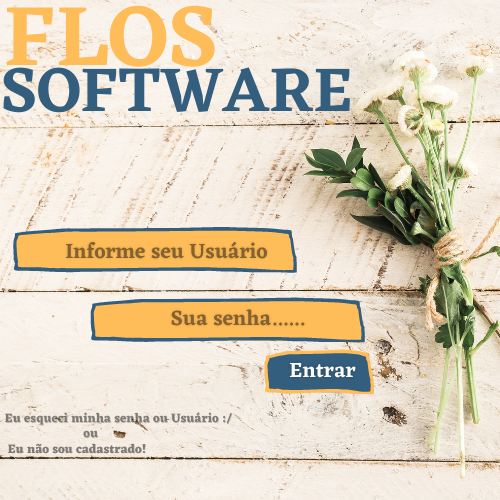 FLOS
SOFTWARE
Informe seu Usuário
Sua senha......
Entrar
Eu esqueci minha senha ou Usuário :/
ou
Eu não sou cadastrado!